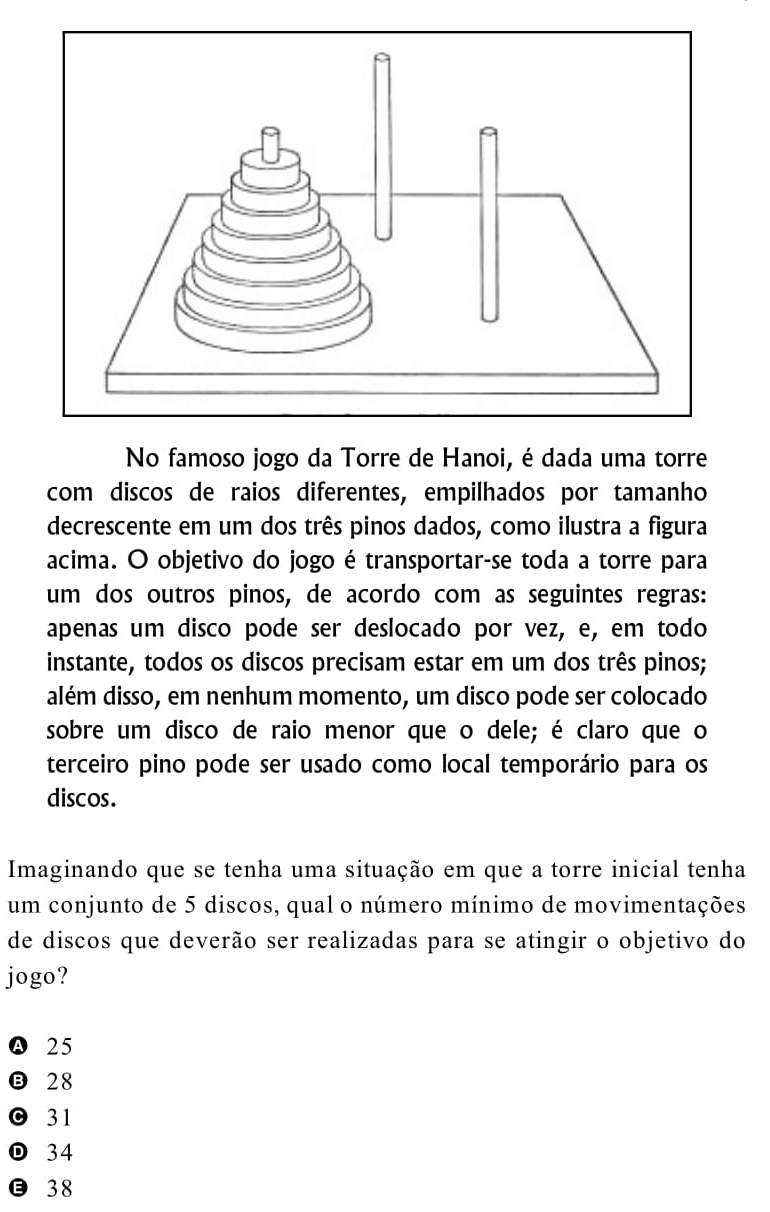 No famoso jogo da Torre de Hanoi, é dada uma torre
com discos de raios diferentes, empilhados por tamanho
decrescente em um dos três pinos dados, como ilustra a figura
acima. O objetivo do jogo é transportar-se toda a torre para
um dos outros pinos, de acordo com as seguintes regras:
apenas um disco pode ser deslocado por vez, e, em todo
instante, todos os discos precisam estar em um dos três pinos;
além disso, em nenhum momento, um disco pode ser colocado
sobre um disco de raio menor que o dele; é claro que o
terceiro pino pode ser usado como local temporário para os
discos.
Imaginando que se tenha uma situação em que a torre inicial tenha
um conjunto de 5 discos, qual o número mínimo de movimentações
de discos que deverão ser realizadas para se atingir o objetivo do
jogo?
A 25
B 28
C 31
D 34
E 38